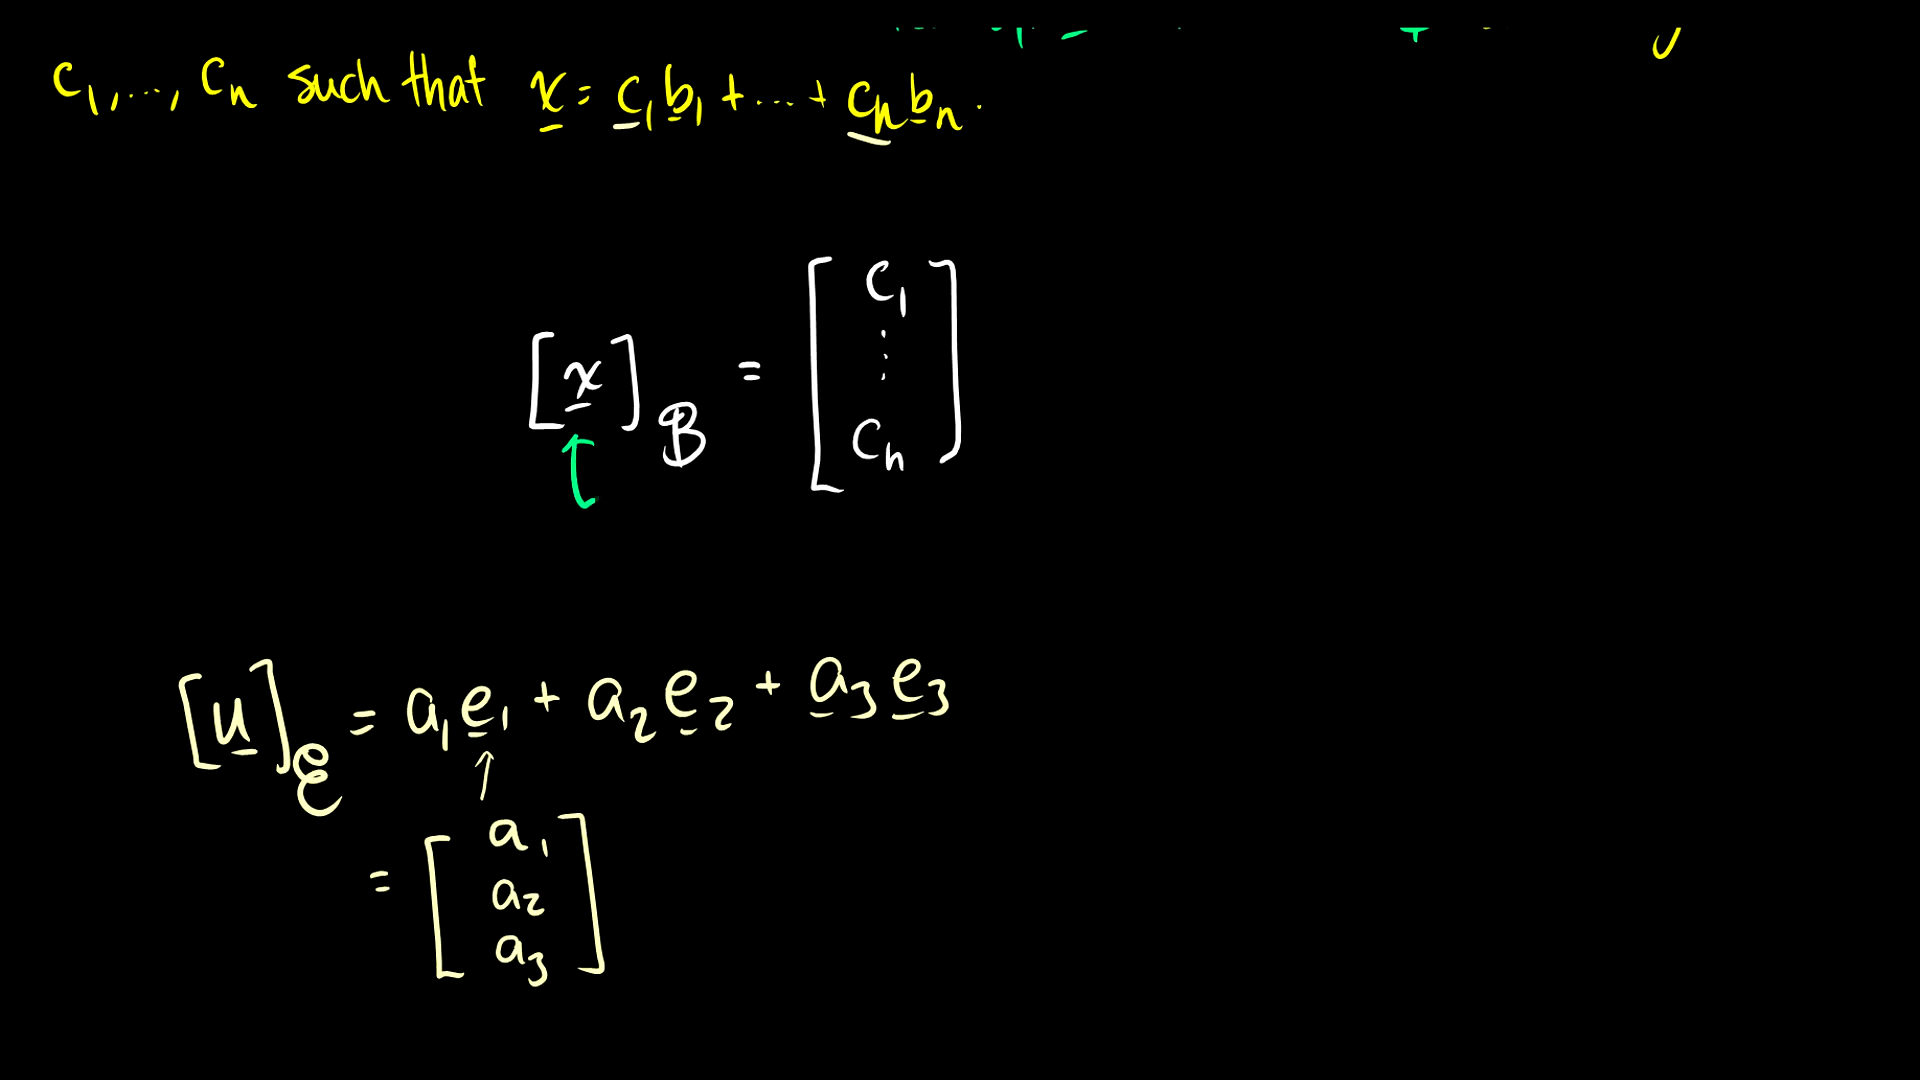 c₁, ..., cₙ such that x = c₁b₁ + ... + cₙbₙ.
[x]_B = [c₁ ⋮ cₙ]
[u]_ℰ = a₁e₁ + a₂e₂ + a₃e₃
↑
= [a₁ a₂ a₃]